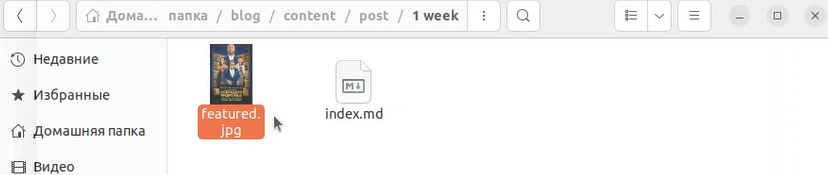 Дома… папка / blog / content / post / 1 week
Недавние
Избранные
Домашняя папка
Видео
featured.
jpg
index.md
M